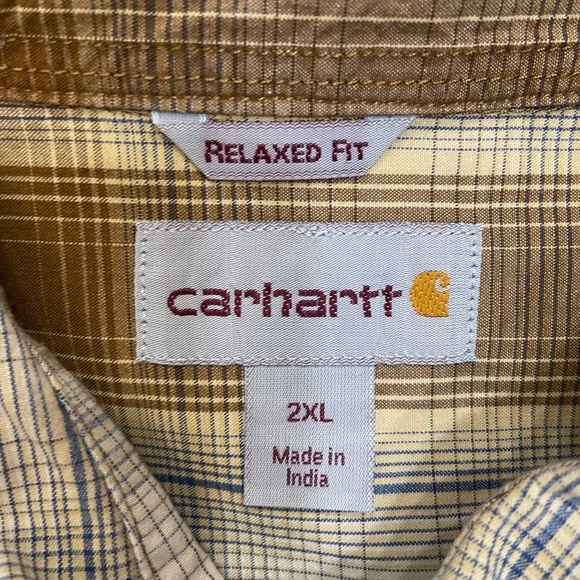 RELAXED FIT
carhartt
2XL
Made in
India